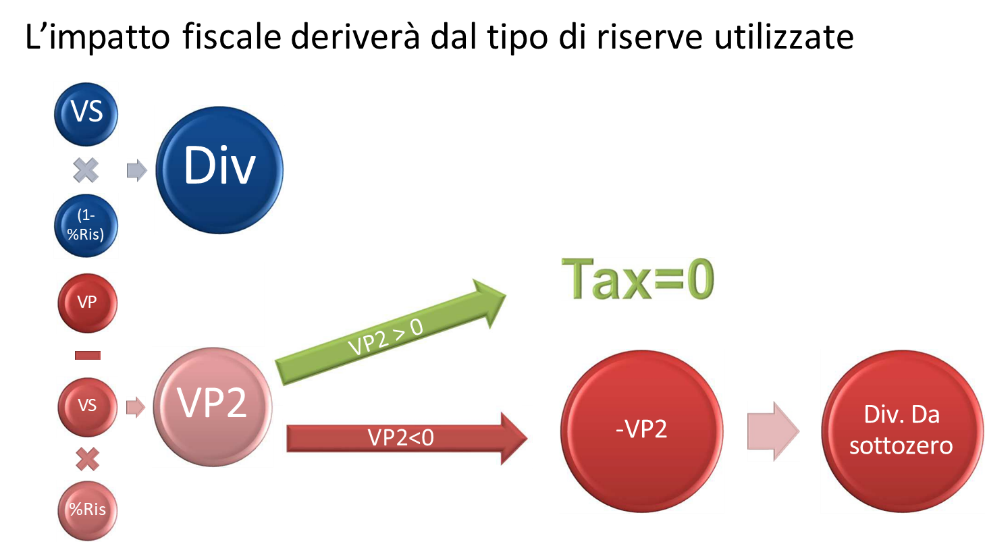 L’impatto fiscale deriverà dal tipo di riserve utilizzate
VS
Div
(1-
%Ris)
VP
VS
%Ris
VP2
VP2 > 0
Tax=0
VP2<0
-VP2
Div. Da
sottozero